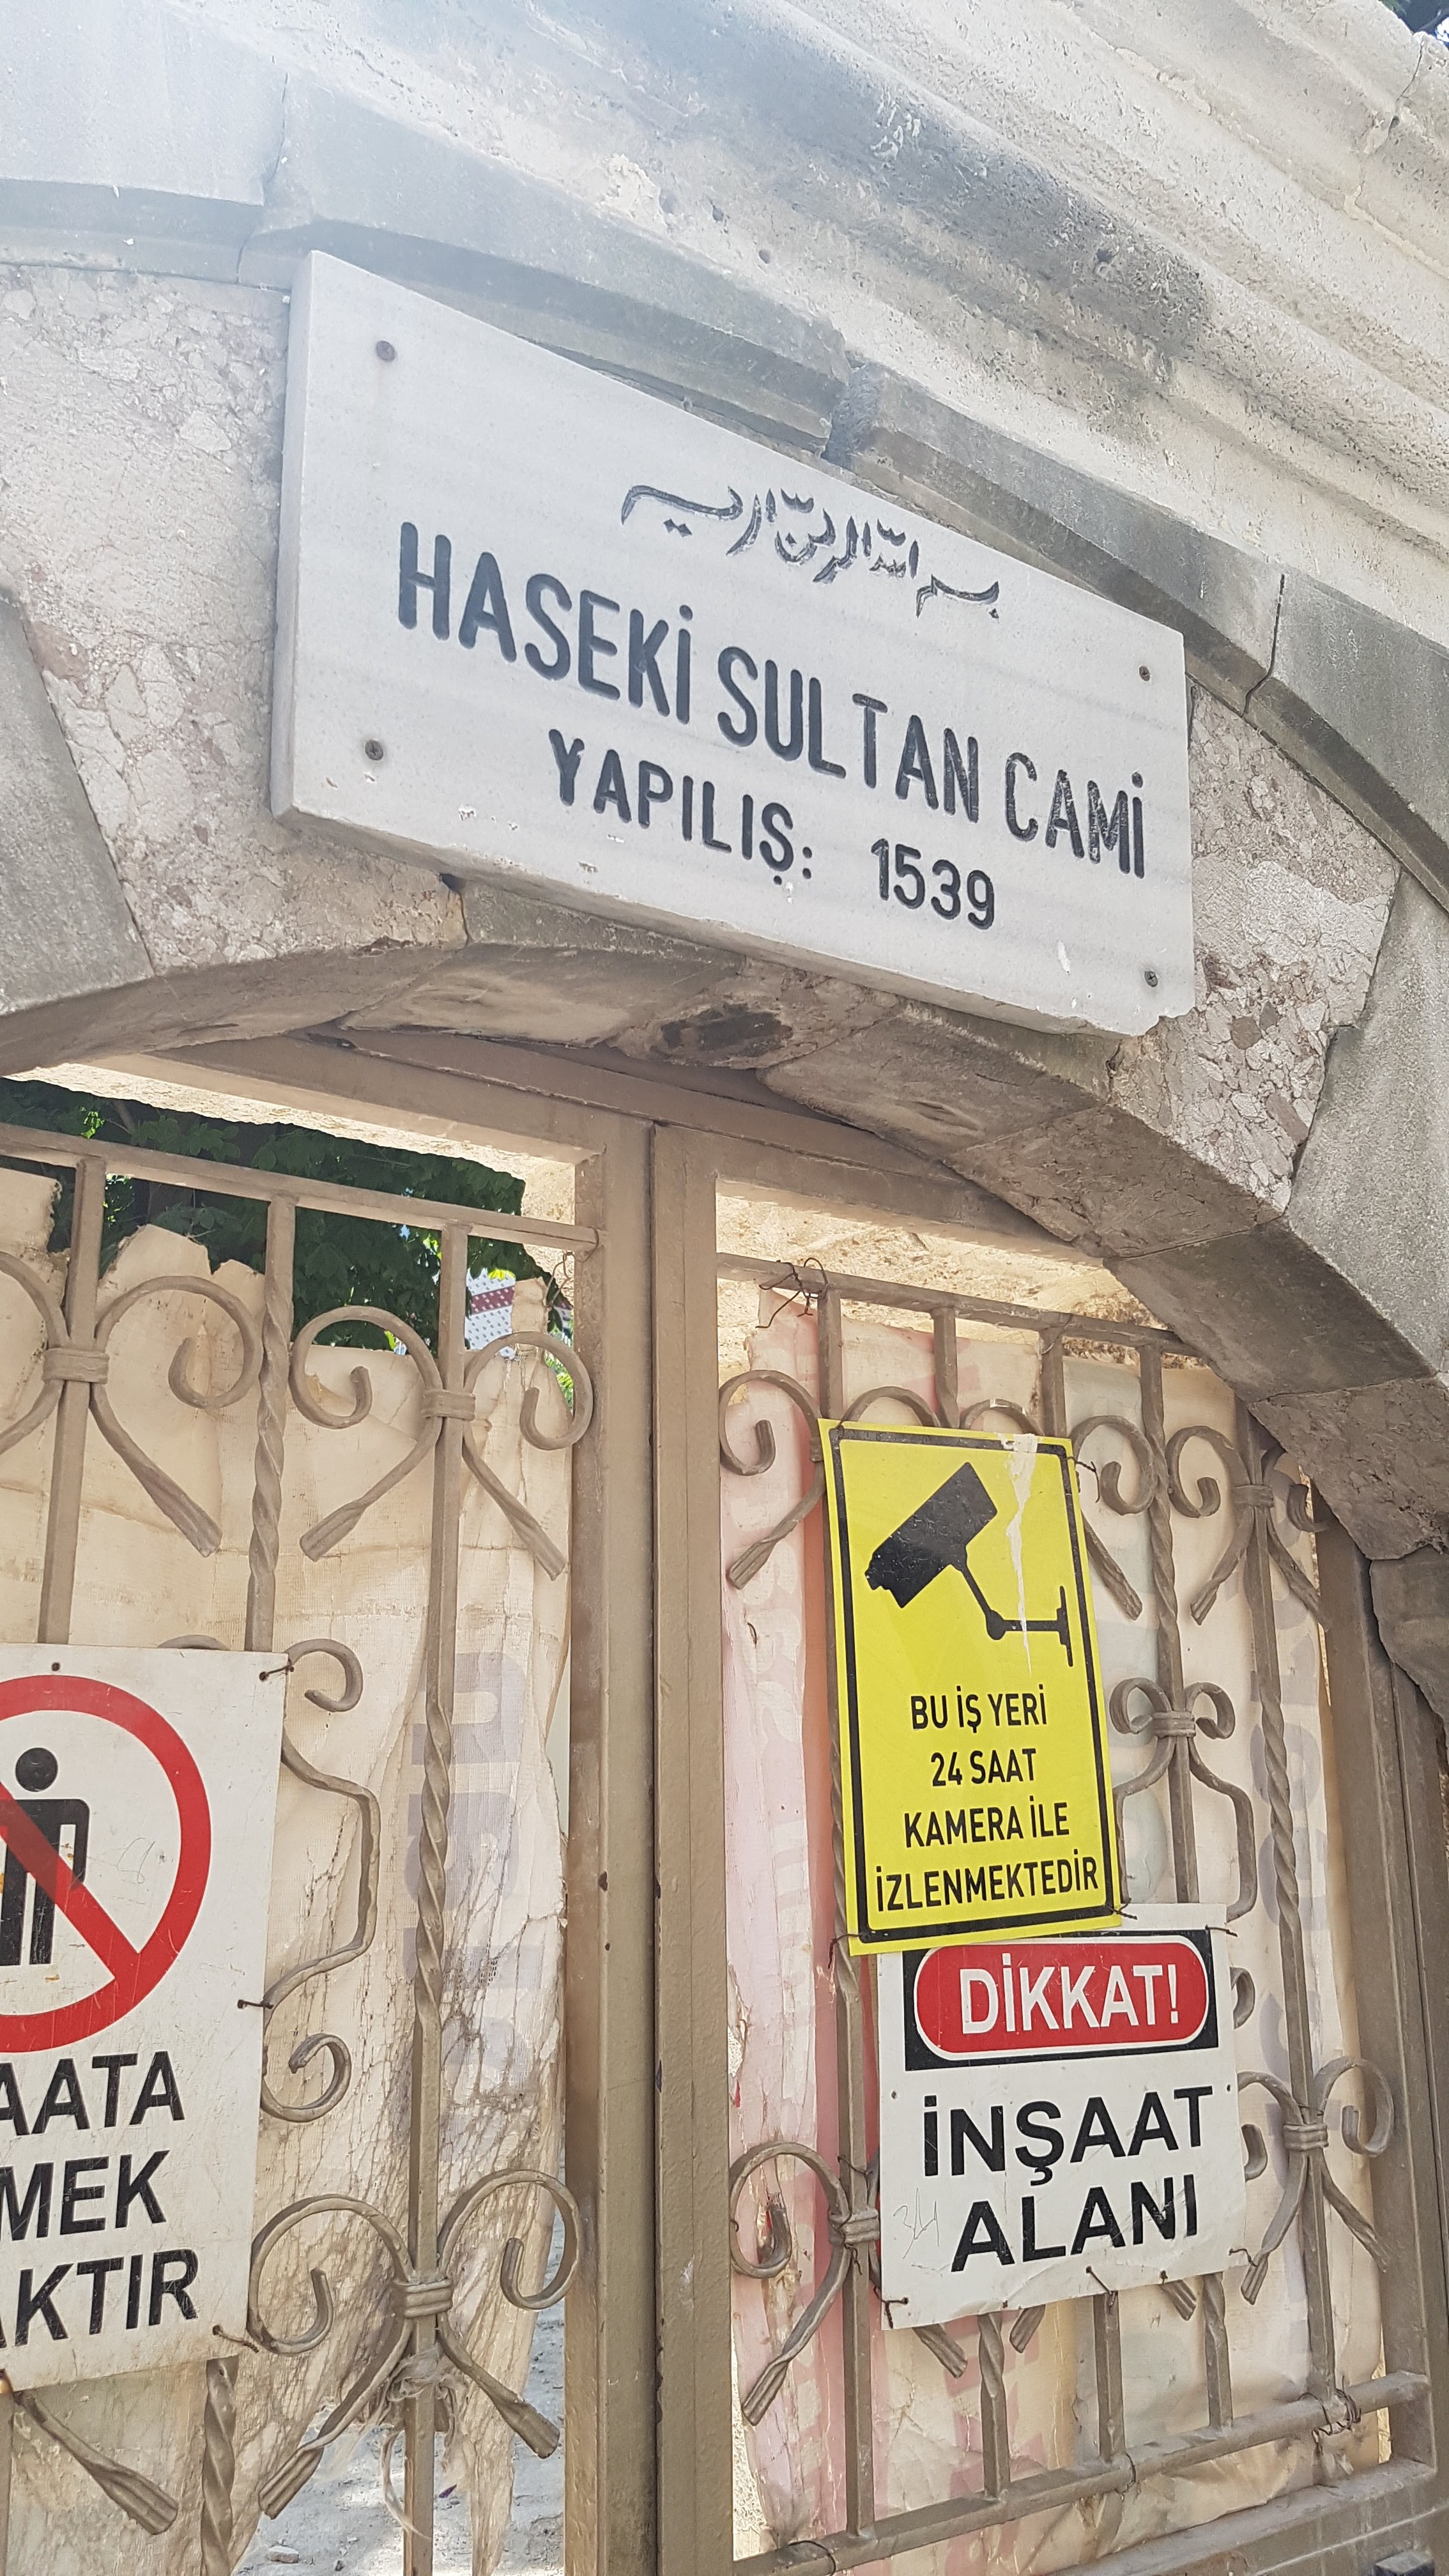 بسم الله الرحمن الرحيم
HASEKİ SULTAN CAMİ
YAPILIŞ: 1539
BU İŞ YERİ
24 SAAT
KAMERA İLE
İZLENMEKTEDİR
DİKKAT!
İNŞAAT
ALANI
AATA
MEK
AKTIR